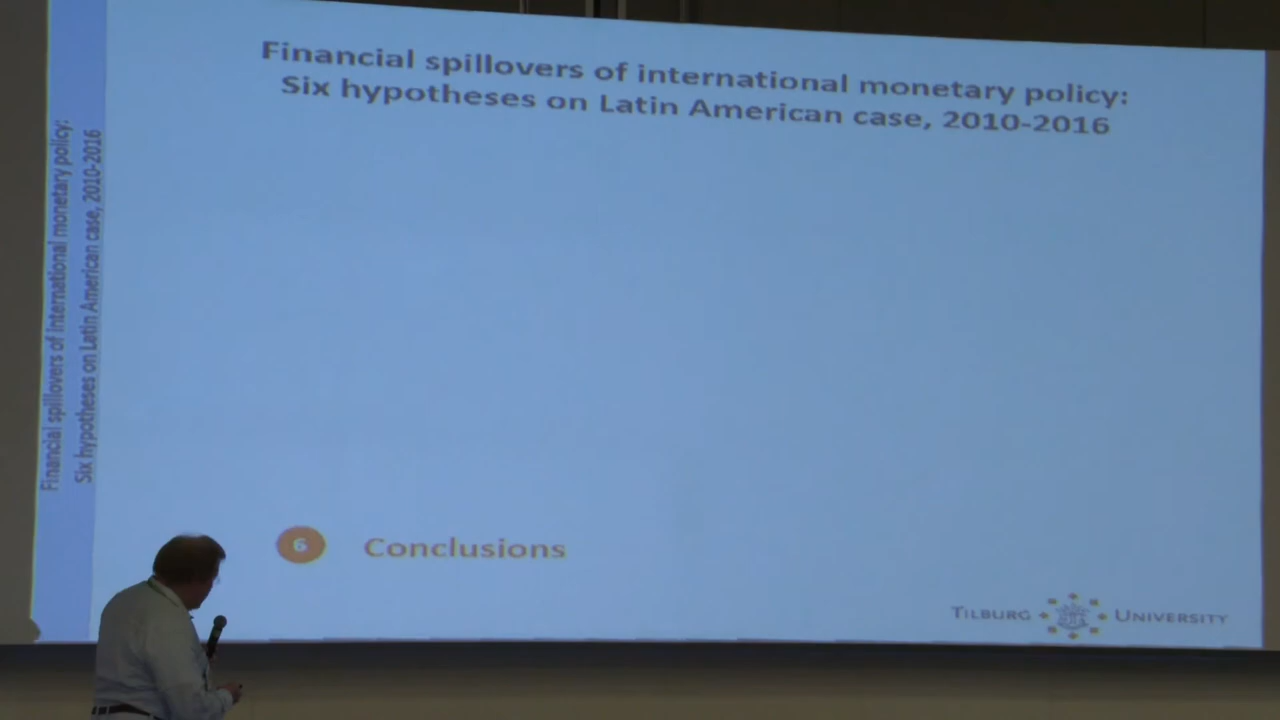 Financial spillovers of international monetary policy:
Six hypotheses on Latin American case, 2010-2016
Financial spillovers of international monetary policy:
Six hypotheses on Latin American case, 2010-2016
6 Conclusions
TILBURG UNIVERSITY